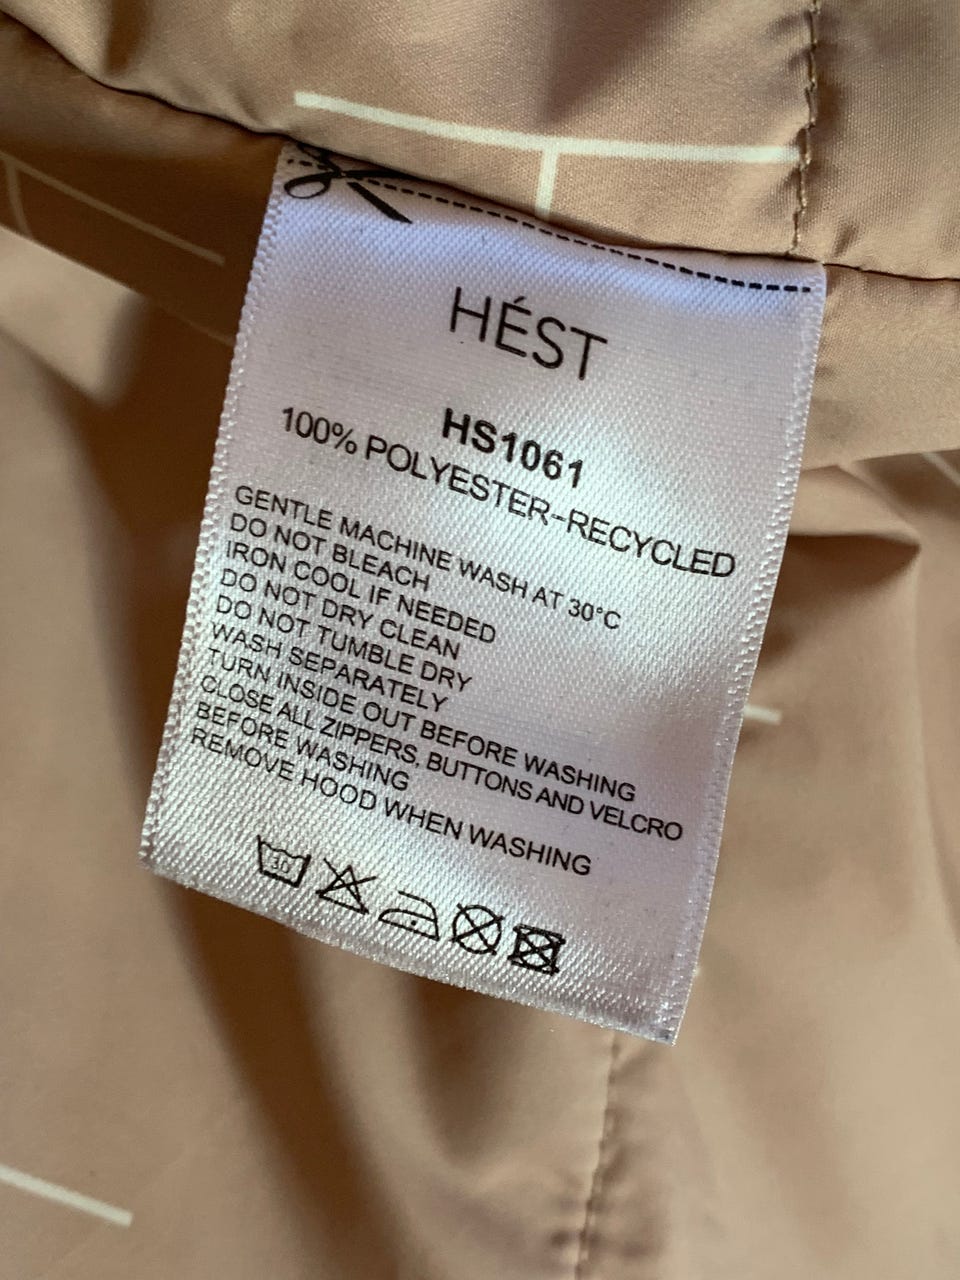 HÉST
HS1061
100% POLYESTER-RECYCLED
GENTLE MACHINE WASH AT 30°C
DO NOT BLEACH
IRON COOL IF NEEDED
DO NOT DRY CLEAN
DO NOT TUMBLE DRY
WASH SEPARATELY
TURN INSIDE OUT BEFORE WASHING
CLOSE ALL ZIPPERS, BUTTONS AND VELCRO
BEFORE WASHING
REMOVE HOOD WHEN WASHING
30